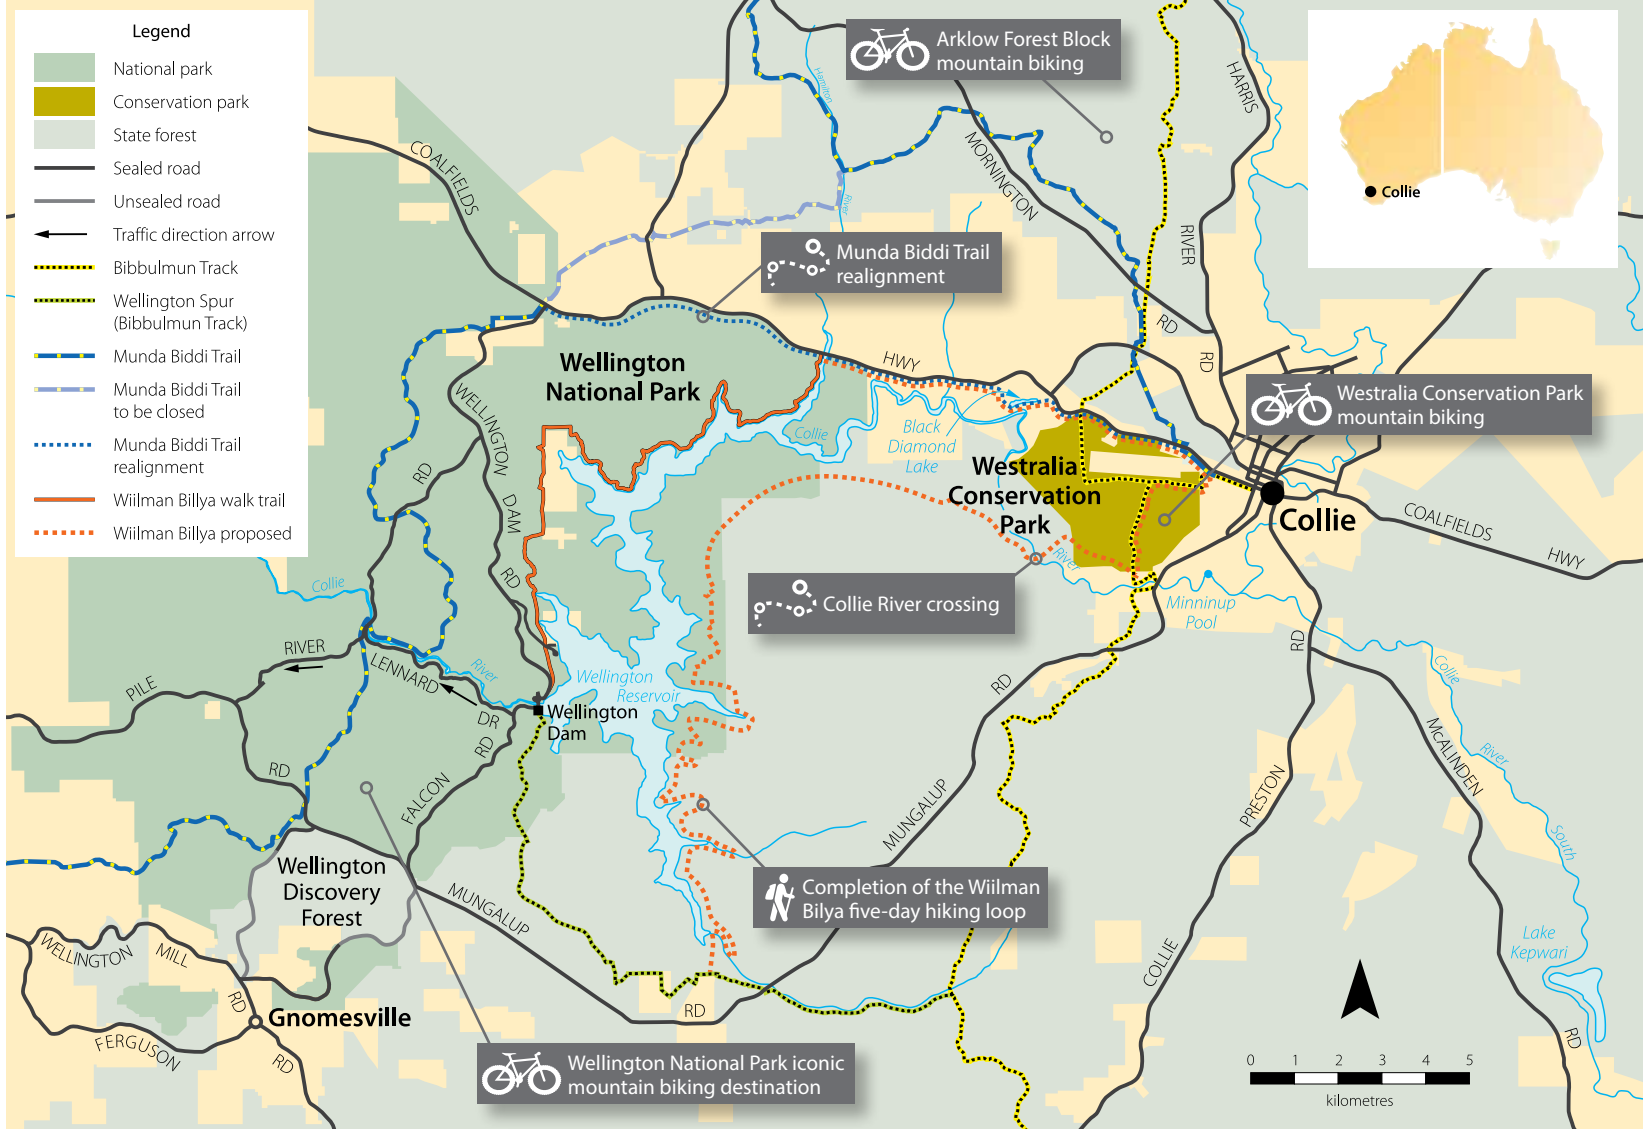 Legend
National park
Conservation park
State forest
Sealed road
Unsealed road
Traffic direction arrow
Bibbulmun Track
Wellington Spur
(Bibbulmun Track)
Munda Biddi Trail
Munda Biddi Trail
to be closed
Munda Biddi Trail
realignment
Wiilman Billya walk trail
Wiilman Billya proposed
Arklow Forest Block
mountain biking
Collie
Hamilton
River
HARRIS
RIVER
RD
COALFIELDS
MORNINGTON
RD
Munda Biddi Trail
realignment
HWY
Wellington
National Park
WELLINGTON
DAM
RD
RD
Westralia Conservation Park
mountain biking
Collie
Black
Diamond
Lake
Westralia
Conservation
Park
Collie
COALFIELDS
HWY
River
Collie River crossing
Minninup
Pool
Collie
RIVER
PILE
RD
LENNARD
DR
River
Wellington
Reservoir
Wellington
Dam
RD
FALCON
RD
RD
Collie
River
South
McALINDEN
RD
PRESTON
COLLIE
MUNGALUP
Wellington
Discovery
Forest
MUNGALUP
RD
Completion of the Wiilman
Bilya five-day hiking loop
Lake
Kepwari
WELLINGTON
MILL
RD
Gnomesville
FERGUSON
RD
Wellington National Park iconic
mountain biking destination
0 1 2 3 4 5
kilometres